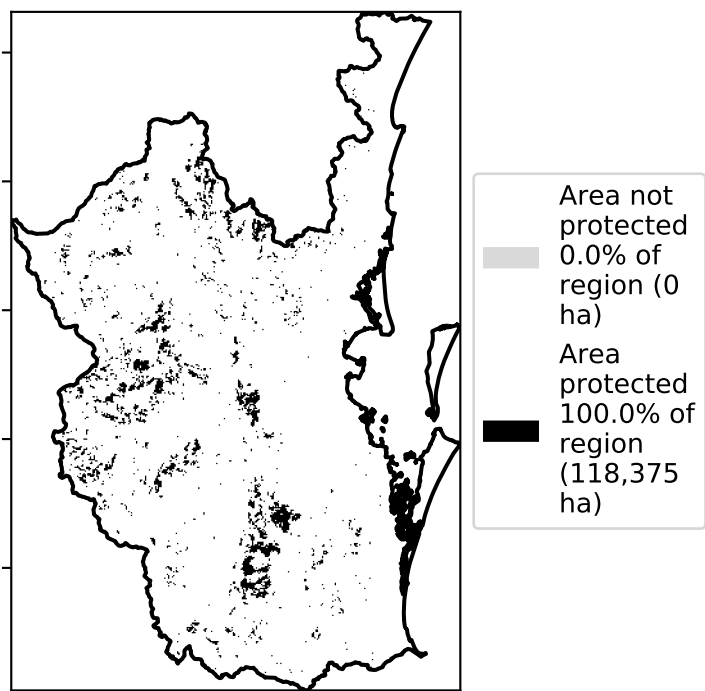 Area not
protected
0.0% of
region (0
ha)
Area
protected
100.0% of
region
(118,375
ha)